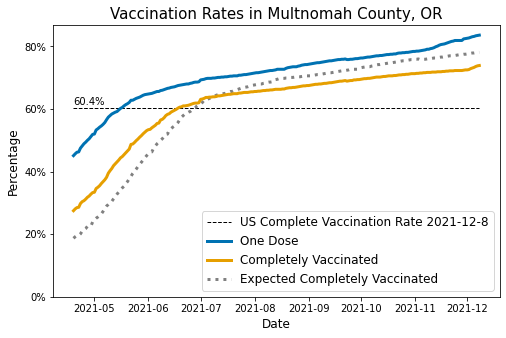 Vaccination Rates in Multnomah County, OR
80%
60%
40%
20%
0%
Percentage
60.4%
US Complete Vaccination Rate 2021-12-8
One Dose
Completely Vaccinated
Expected Completely Vaccinated
2021-05 2021-06 2021-07 2021-08 2021-09 2021-10 2021-11 2021-12
Date